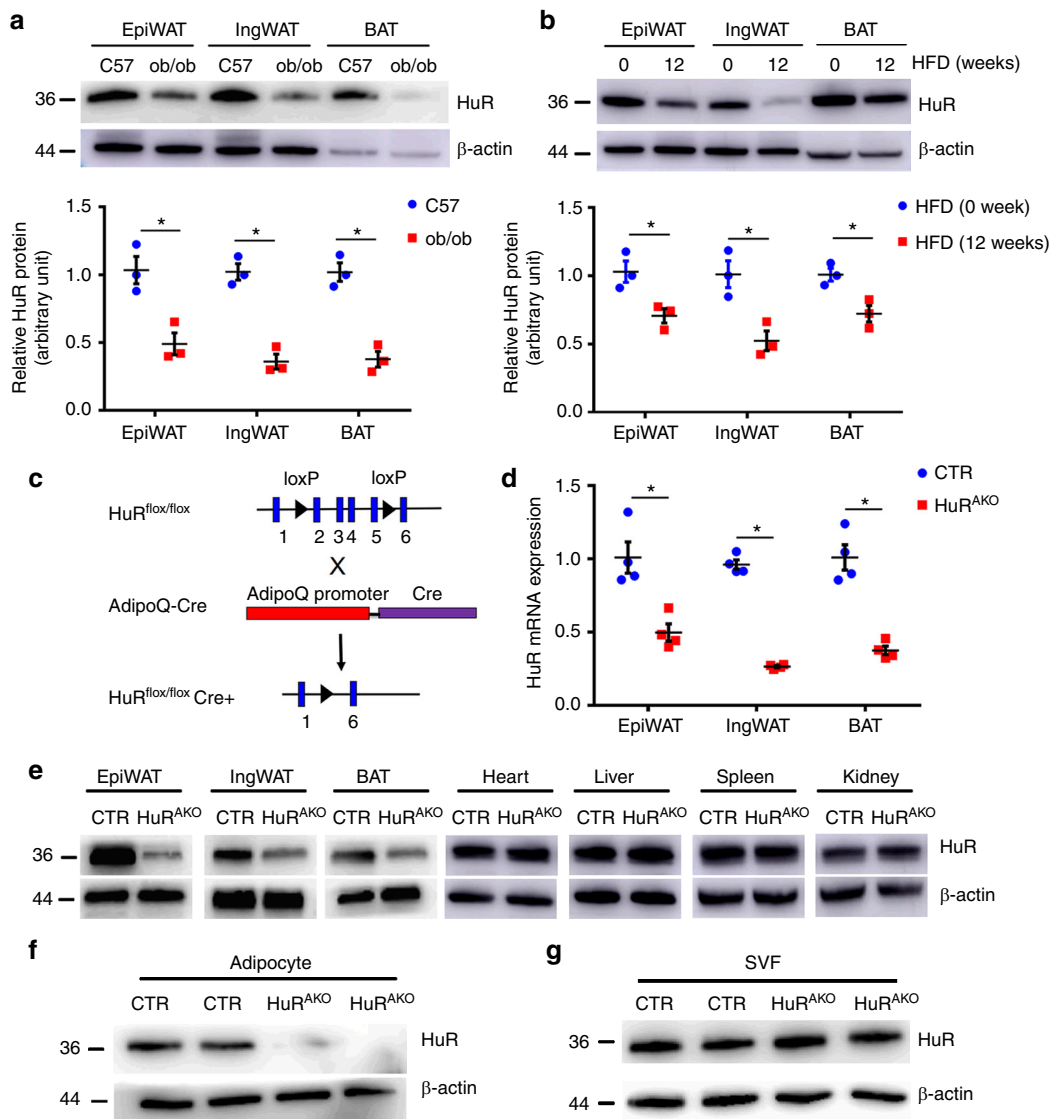 a
EpiWAT IngWAT BAT
C57 ob/ob C57 ob/ob C57 ob/ob
36 HuR
44 β-actin
1.5
1.0
0.5
0.0
Relative HuR protein
(arbitrary unit)
C57
ob/ob
* * *
EpiWAT IngWAT BAT
b
EpiWAT IngWAT BAT
0 12 0 12 0 12 HFD (weeks)
36 HuR
44 β-actin
1.5
1.0
0.5
0.0
Relative HuR protein
(arbitrary unit)
HFD (0 week)
HFD (12 weeks)
* * *
EpiWAT IngWAT BAT
c
loxP loxP
HuRflox/flox
1 2 3 4 5 6
X
AdipoQ promoter Cre
AdipoQ-Cre
HuRflox/flox Cre+
1 6
d
CTR
HuRAKO
1.5
1.0
0.5
0.0
HuR mRNA expression
* * *
EpiWAT IngWAT BAT
e
EpiWAT IngWAT BAT Heart Liver Spleen Kidney
CTR HuRAKO CTR HuRAKO CTR HuRAKO CTR HuRAKO CTR HuRAKO CTR HuRAKO CTR HuRAKO
36 HuR
44 β-actin
f
Adipocyte
CTR CTR HuRAKO HuRAKO
36 HuR
44 β-actin
g
SVF
CTR CTR HuRAKO HuRAKO
36 HuR
44 β-actin